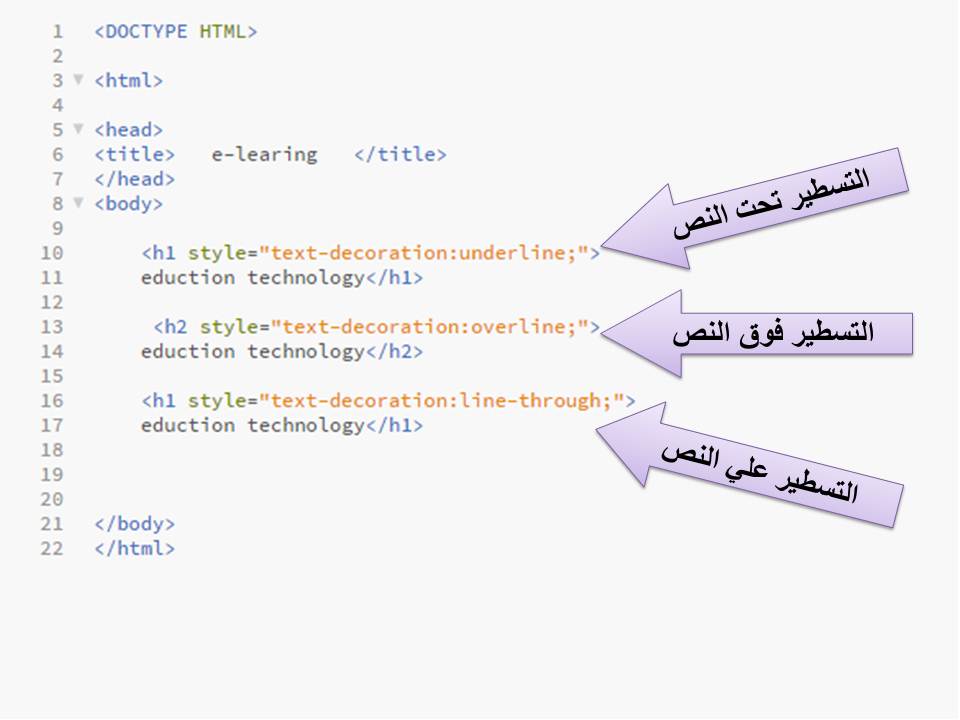 1 <DOCTYPE HTML>
2
3 <html>
4
5 <head>
6 <title> e-learing </title>
7 </head>
8 <body>
9
10 <h1 style="text-decoration:underline;">
11 eduction technology</h1>
12
13 <h2 style="text-decoration:overline;">
14 eduction technology</h2>
15
16 <h1 style="text-decoration:line-through;">
17 eduction technology</h1>
18
19
20
21 </body>
22 </html>
التسطير تحت النص
التسطير فوق النص
التسطير علي النص